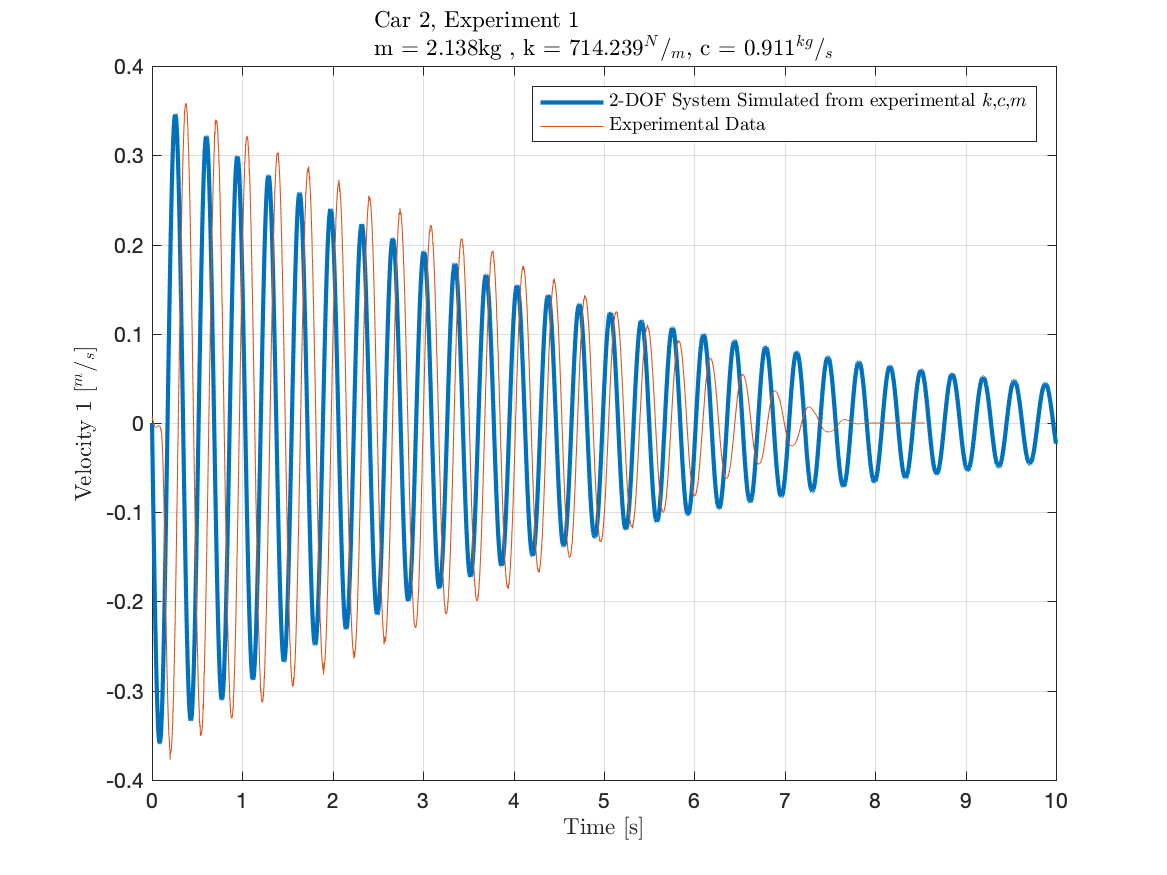 Car 2, Experiment 1
m = 2.138kg , k = 714.239N/m, c = 0.911kg/s
0.4
0.3
0.2
0.1
0
-0.1
-0.2
-0.3
-0.4
Velocity 1 [m/s]
2-DOF System Simulated from experimental k,c,m
Experimental Data
0 1 2 3 4 5 6 7 8 9 10
Time [s]